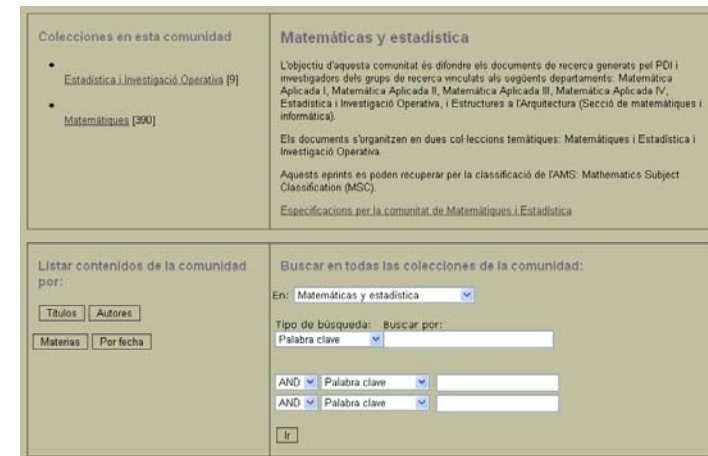 Colecciones en esta comunidad
Estadística i Investigació Operativa [9]
Matemàtiques [390]
Matemáticas y estadística
L'objectiu d'aquesta comunitat és difondre els documents de recerca generats pel PDI i
investigadors dels grups de recerca vinculats als següents departaments: Matemàtica
Aplicada I, Matemàtica Aplicada II, Matemàtica Aplicada III, Matemàtica Aplicada IV,
Estadística i Investigació Operativa, i Estructures a l'Arquitectura (Secció de matemàtiques i
informàtica).
Els documents s'organitzen en dues col·leccions temàtiques: Matemàtiques i Estadística i
Investigació Operativa.
Aquests eprints es poden recuperar per la classificació de l'AMS: Mathematics Subject
Classification (MSC).
Especificacions per la comunitat de Matemàtiques i Estadística
Listar contenidos de la comunidad
por:
Títulos Autores
Materias Por fecha
Buscar en todas las colecciones de la comunidad:
En: Matemáticas y estadística
Tipo de búsqueda: Buscar por:
Palabra clave
AND Palabra clave
AND Palabra clave
Ir